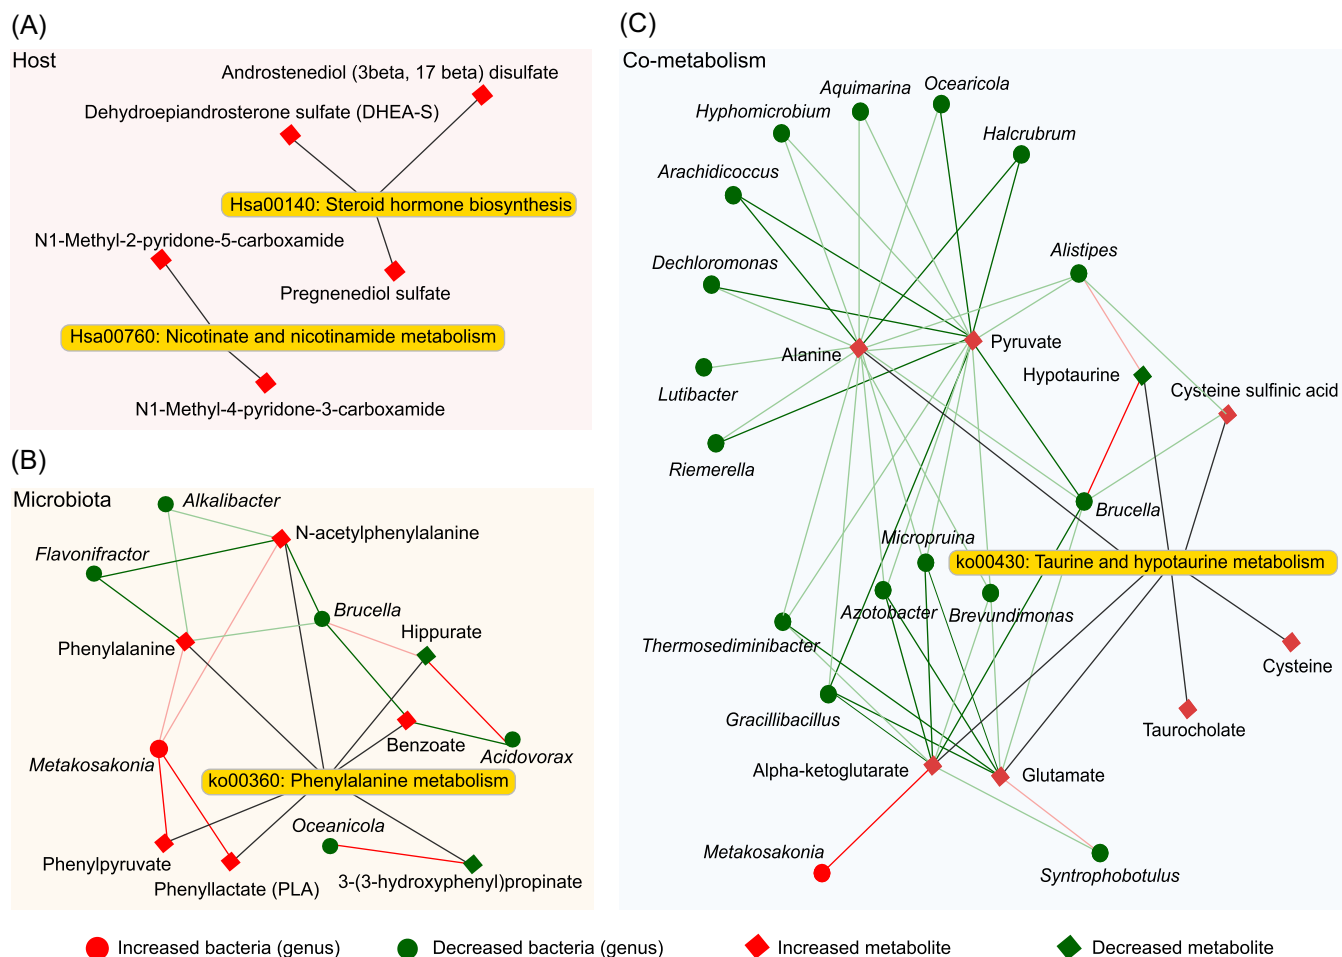 (A)
Host
Androstenediol (3beta, 17 beta) disulfate
Dehydroepiandrosterone sulfate (DHEA-S)
Hsa00140: Steroid hormone biosynthesis
N1-Methyl-2-pyridone-5-carboxamide
Pregnenediol sulfate
Hsa00760: Nicotinate and nicotinamide metabolism
N1-Methyl-4-pyridone-3-carboxamide
(B)
Microbiota
Alkalibacter
N-acetylphenylalanine
Flavonifractor
Brucella
Hippurate
Phenylalanine
Benzoate
Acidovorax
Metakosakonia
ko00360: Phenylalanine metabolism
Oceanicola
Phenylpyruvate
Phenyllactate (PLA)
3-(3-hydroxyphenyl)propinate
(C)
Co-metabolism
Aquimarina
Ocearicola
Hyphomicrobium
Halcrubrum
Arachidicoccus
Alistipes
Dechloromonas
Alanine
Pyruvate
Hypotaurine
Cysteine sulfinic acid
Lutibacter
Riemerella
Brucella
Micropruina
ko00430: Taurine and hypotaurine metabolism
Azotobacter
Brevundimonas
Thermosediminibacter
Cysteine
Gracillibacillus
Taurocholate
Alpha-ketoglutarate
Glutamate
Metakosakonia
Syntrophobotulus
Increased bacteria (genus)
Decreased bacteria (genus)
Increased metabolite
Decreased metabolite